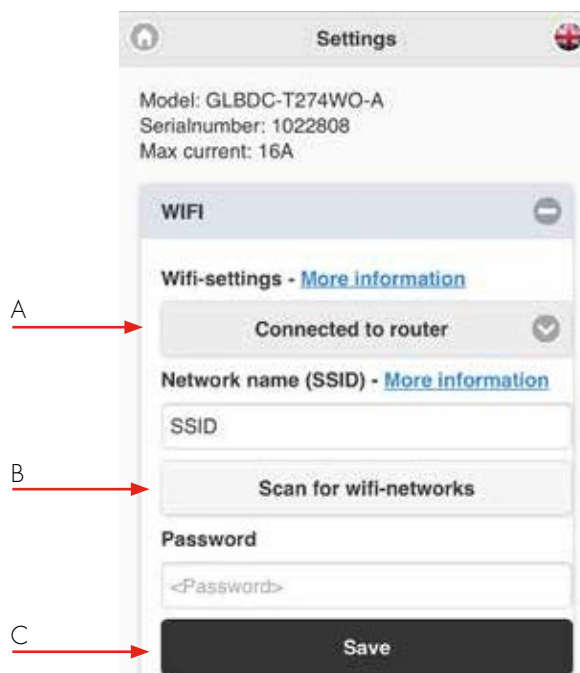 Settings
Model: GLBDC-T274WO-A
Serialnumber: 1022808
Max current: 16A
WIFI
Wifi-settings - More information
A
Connected to router
Network name (SSID) - More information
SSID
B
Scan for wifi-networks
Password
<Password>
C
Save